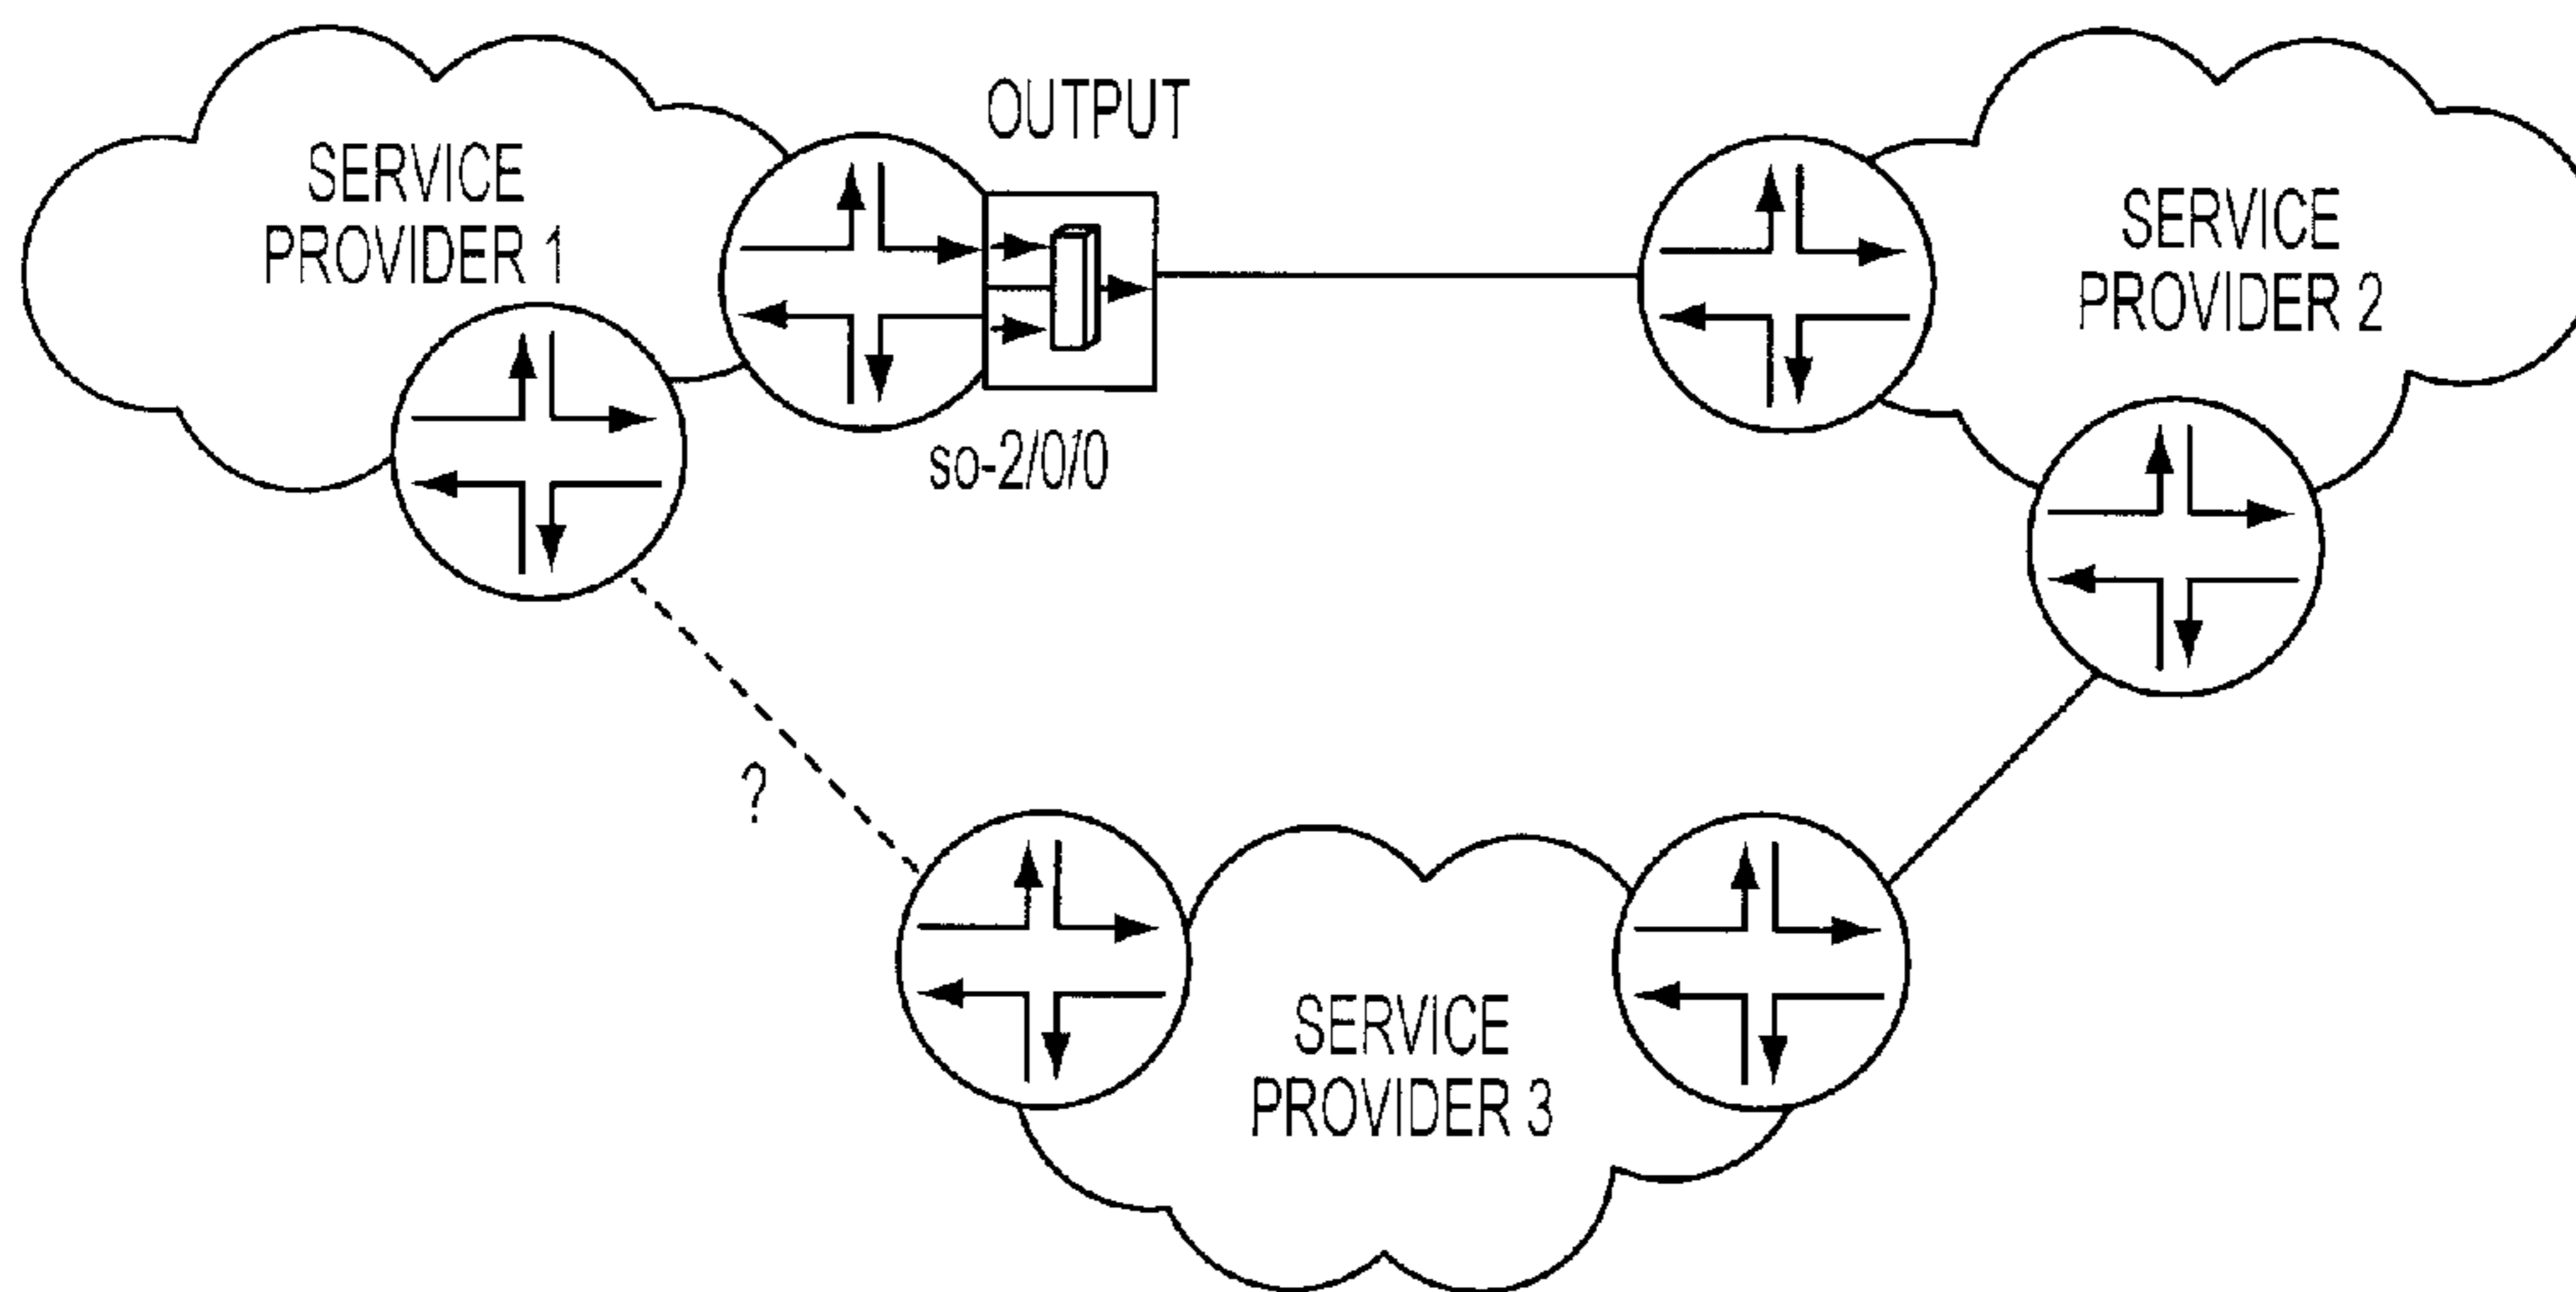 OUTPUT
SERVICE
PROVIDER 1
SERVICE
PROVIDER 2
so-2/0/0
?
SERVICE
PROVIDER 3